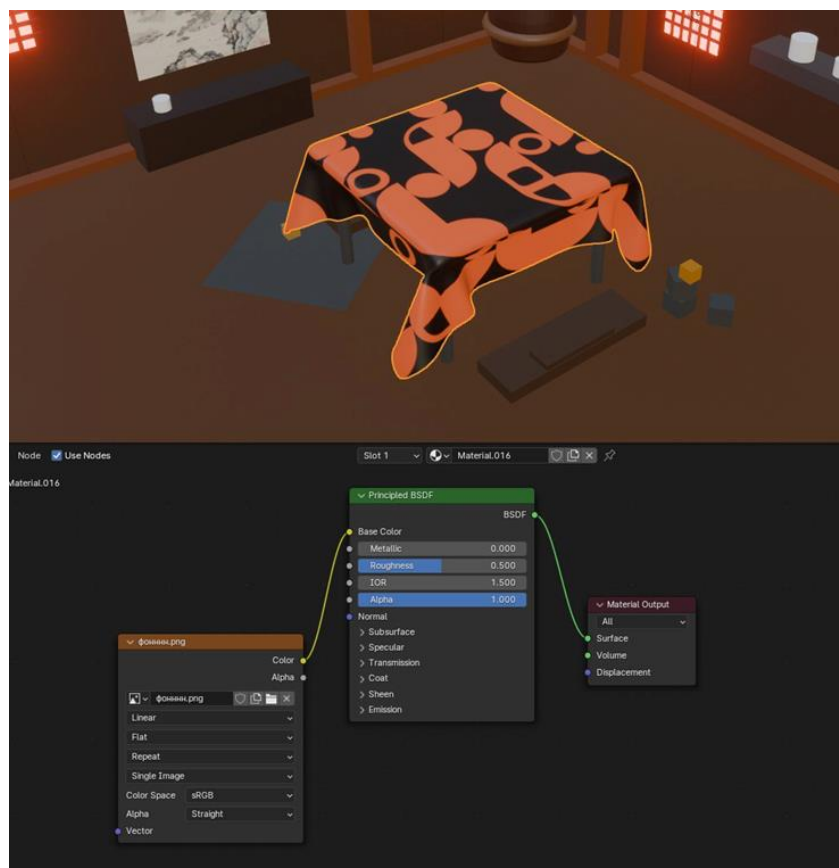 Node Use Nodes Slot 1 Material.016
Material.016
Principled BSDF
BSDF
Base Color
Metallic 0.000
Roughness 0.500
IOR 1.500
Alpha 1.000
Normal
Subsurface
Specular
Transmission
Coat
Sheen
Emission
Material Output
All
Surface
Volume
Displacement
фонннн.png
Color
Alpha
фонннн.png
Linear
Flat
Repeat
Single Image
Color Space sRGB
Alpha Straight
Vector